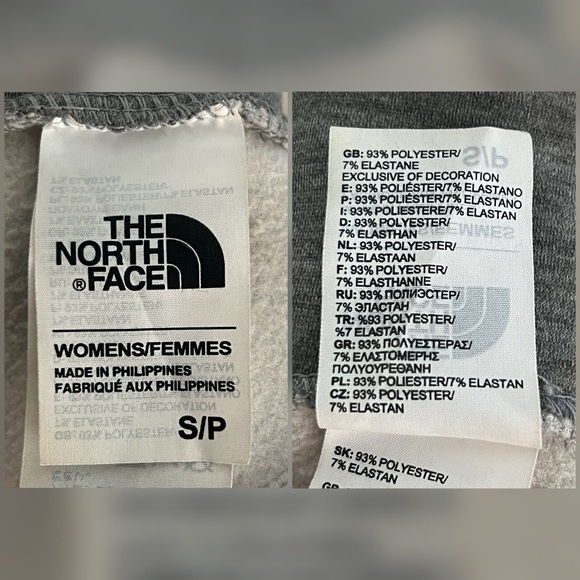 THE
NORTH
®FACE
WOMENS/FEMMES
MADE IN PHILIPPINES
FABRIQUÉ AUX PHILIPPINES
S/P
GB: 93% POLYESTER/
7% ELASTANE
EXCLUSIVE OF DECORATION
E: 93% POLIÉSTER/7% ELASTANO
P: 93% POLIÉSTER/7% ELASTANO
I: 93% POLIESTERE/7% ELASTAN
D: 93% POLYESTER/
7% ELASTHAN
NL: 93% POLYESTER/
7% ELASTAAN
F: 93% POLYESTER/
7% ELASTHANNE
RU: 93% ПОЛИЭСТЕР/
7% ЭЛАСТАН
TR: %93 POLYESTER/
%7 ELASTAN
GR: 93% ΠΟΛΥΕΣΤΕΡΑΣ/
7% ΕΛΑΣΤΟΜΕΡΗΣ
ΠΟΛΥΟΥΡΕΘΑΝΗ
PL: 93% POLYESTER/7% ELASTAN
CZ: 93% POLYESTER/
7% ELASTAN
SK: 93% POLYESTER/
7% ELASTAN